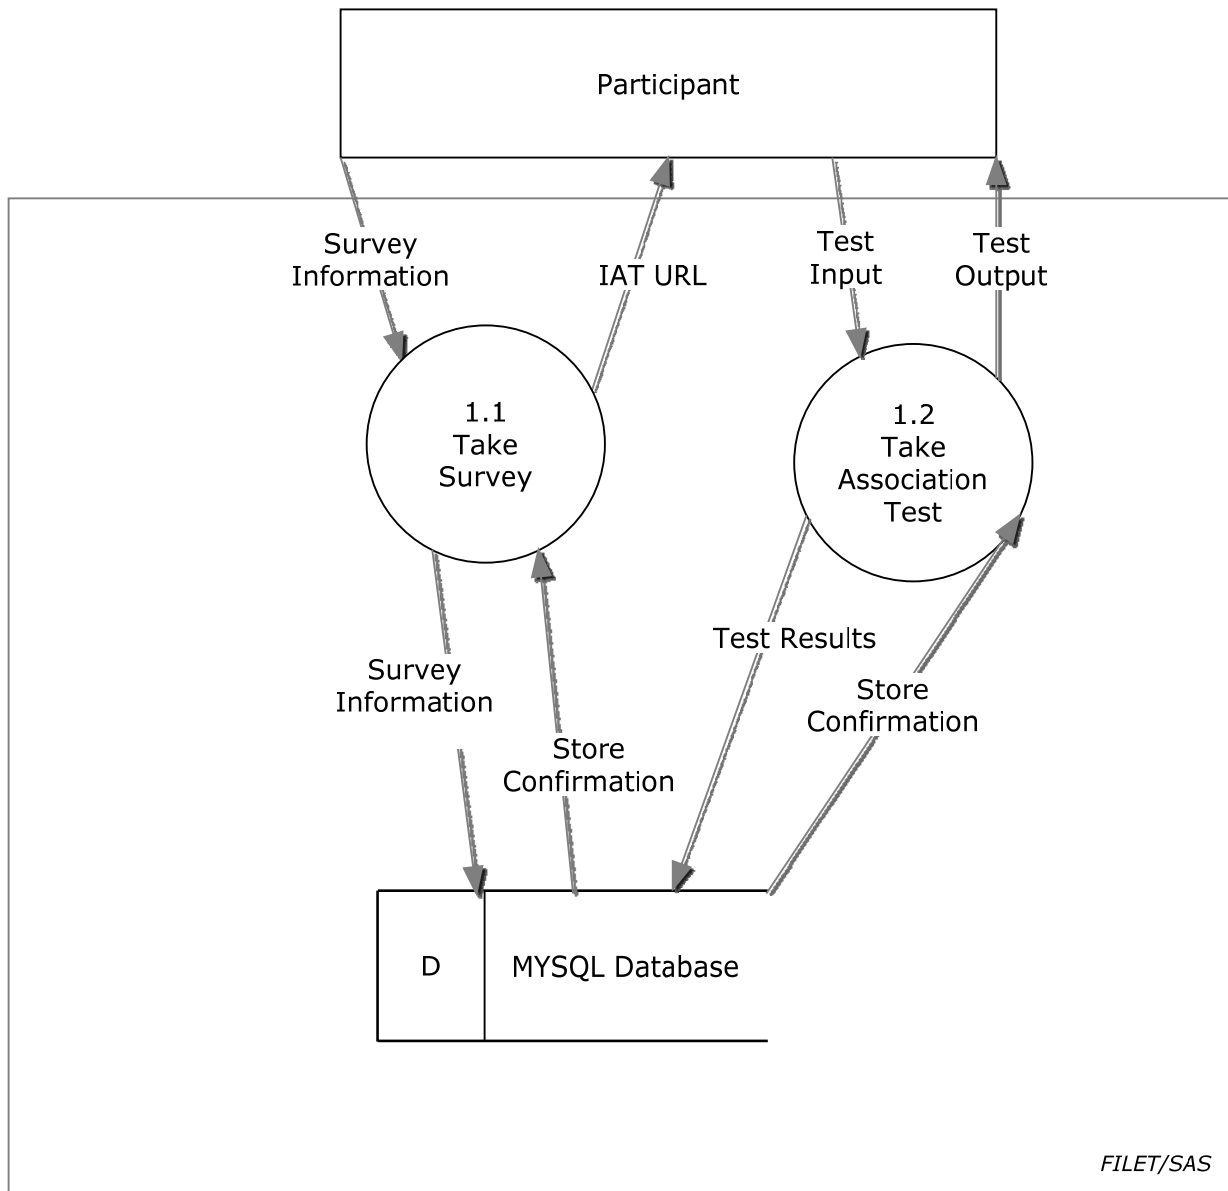 Participant
Survey
Information
IAT URL
Test
Input
Test
Output
1.1
Take
Survey
1.2
Take
Association
Test
Survey
Information
Store
Confirmation
Test Results
Store
Confirmation
D
MYSQL Database
FILET/SAS